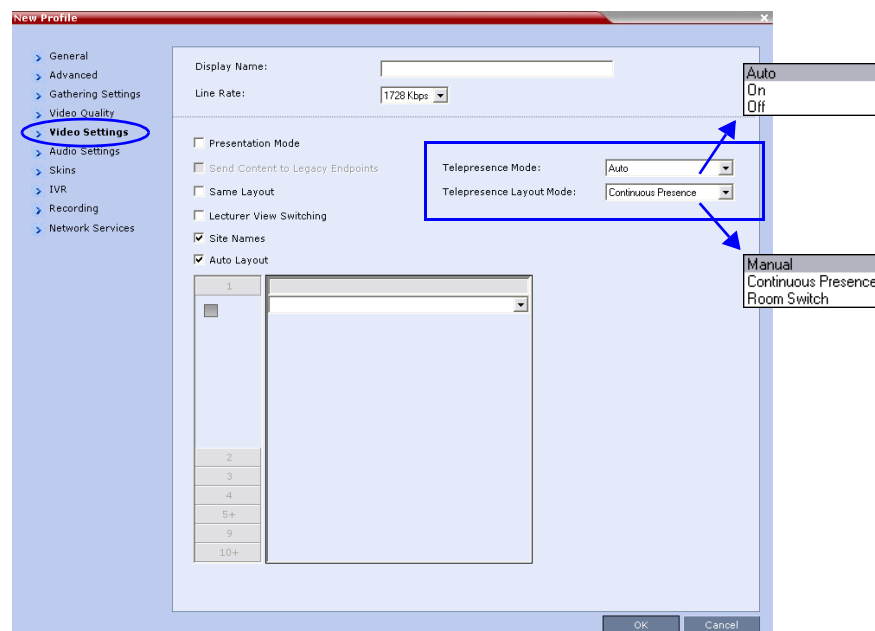 New Profile
General
Advanced
Gathering Settings
Video Quality
Video Settings
Audio Settings
Skins
IVR
Recording
Network Services
Display Name:
Line Rate: 1728 Kbps
Presentation Mode
Send Content to Legacy Endpoints
Same Layout
Lecturer View Switching
Site Names
Auto Layout
Telepresence Mode: Auto
Telepresence Layout Mode: Continuous Presence
Auto
On
Off
Manual
Continuous Presence
Room Switch
1
2
3
4
5+
9
10+
OK Cancel